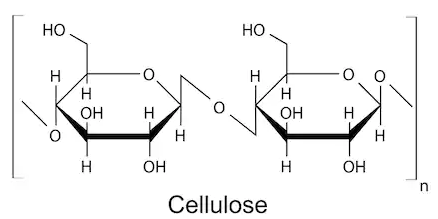 HO HO
H O H O O
H H
OH O OH
O H H
H OH H OH
n
Cellulose